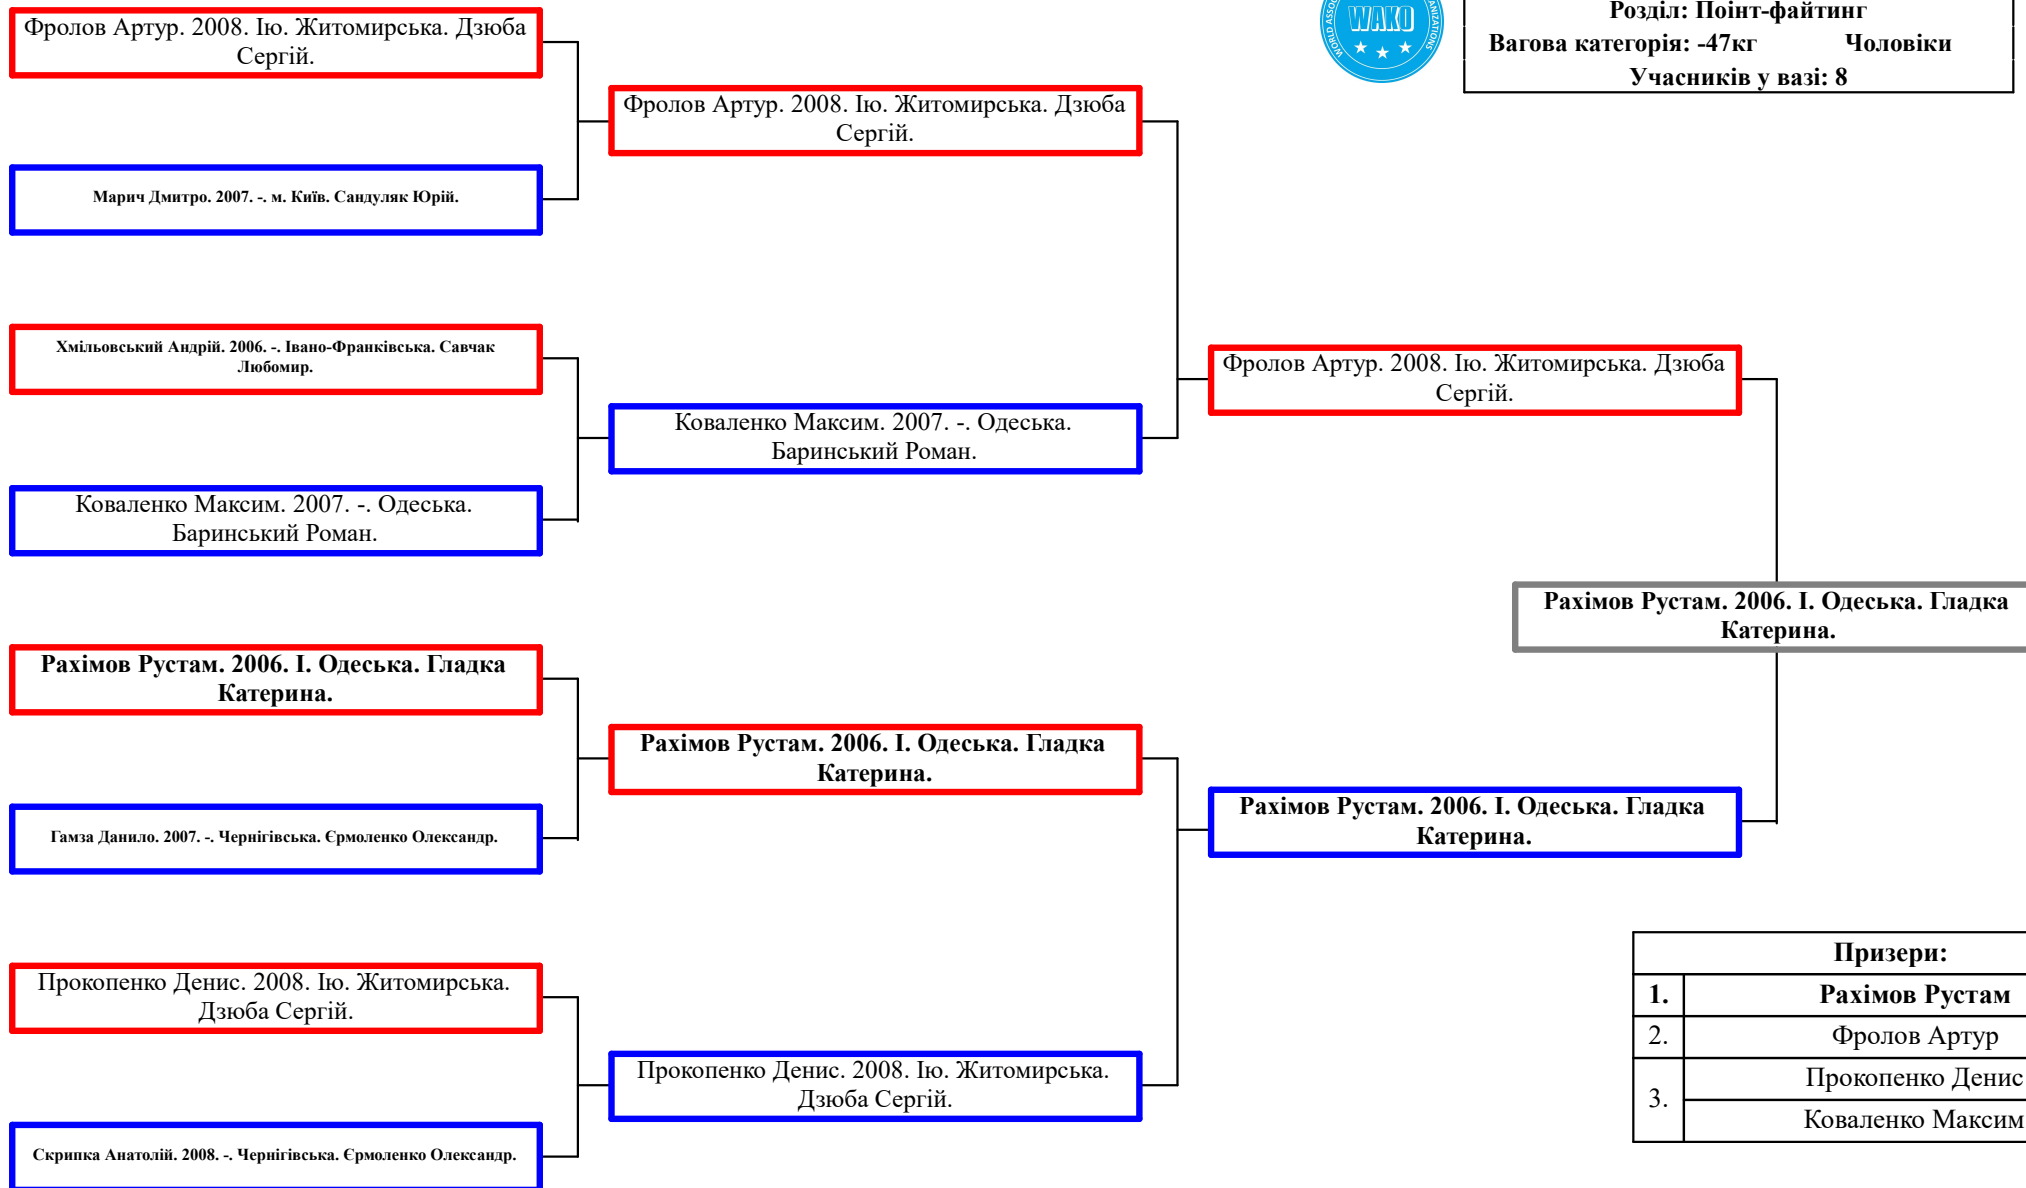 WORLD ASSOC
NIZATIONS
WAKO
Розділ: Поінт-файтинг
Вагова категорія: -47кг Чоловіки
Учасників у вазі: 8
Фролов Артур. 2008. Ію. Житомирська. Дзюба
Сергій.
Марич Дмитро. 2007. -. м. Київ. Сандуляк Юрій.
Хмільовський Андрій. 2006. -. Івано-Франківська. Савчак
Любомир.
Коваленко Максим. 2007. -. Одеська.
Баринський Роман.
Рахімов Рустам. 2006. І. Одеська. Гладка
Катерина.
Гамза Данило. 2007. -. Чернігівська. Єрмоленко Олександр.
Прокопенко Денис. 2008. Ію. Житомирська.
Дзюба Сергій.
Скрипка Анатолій. 2008. -. Чернігівська. Єрмоленко Олександр.
Фролов Артур. 2008. Ію. Житомирська. Дзюба
Сергій.
Коваленко Максим. 2007. -. Одеська.
Баринський Роман.
Рахімов Рустам. 2006. І. Одеська. Гладка
Катерина.
Прокопенко Денис. 2008. Ію. Житомирська.
Дзюба Сергій.
Фролов Артур. 2008. Ію. Житомирська. Дзюба
Сергій.
Рахімов Рустам. 2006. І. Одеська. Гладка
Катерина.
Рахімов Рустам. 2006. І. Одеська. Гладка
Катерина.
Призери:
1. Рахімов Рустам
2. Фролов Артур
3. Прокопенко Денис
Коваленко Максим